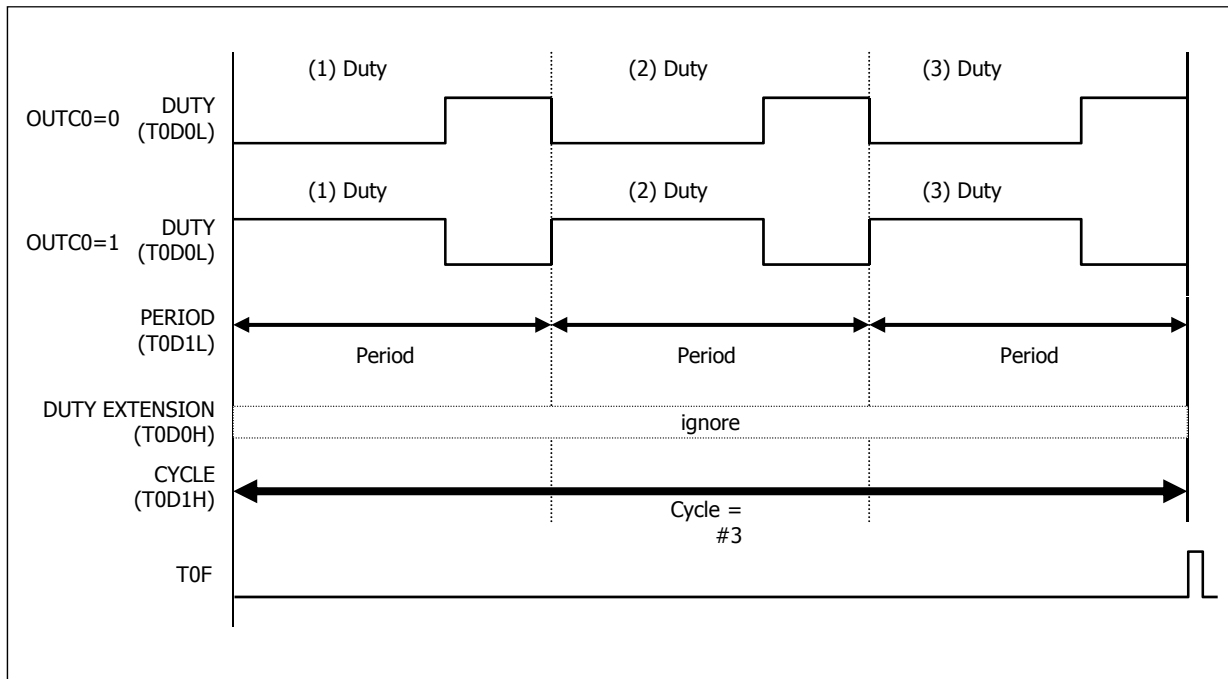 (1) Duty
(2) Duty
(3) Duty
OUTC0=0
DUTY
(T0D0L)
(1) Duty
(2) Duty
(3) Duty
OUTC0=1
DUTY
(T0D0L)
PERIOD
(T0D1L)
Period
Period
Period
DUTY EXTENSION
(T0D0H)
ignore
CYCLE
(T0D1H)
Cycle =
#3
T0F